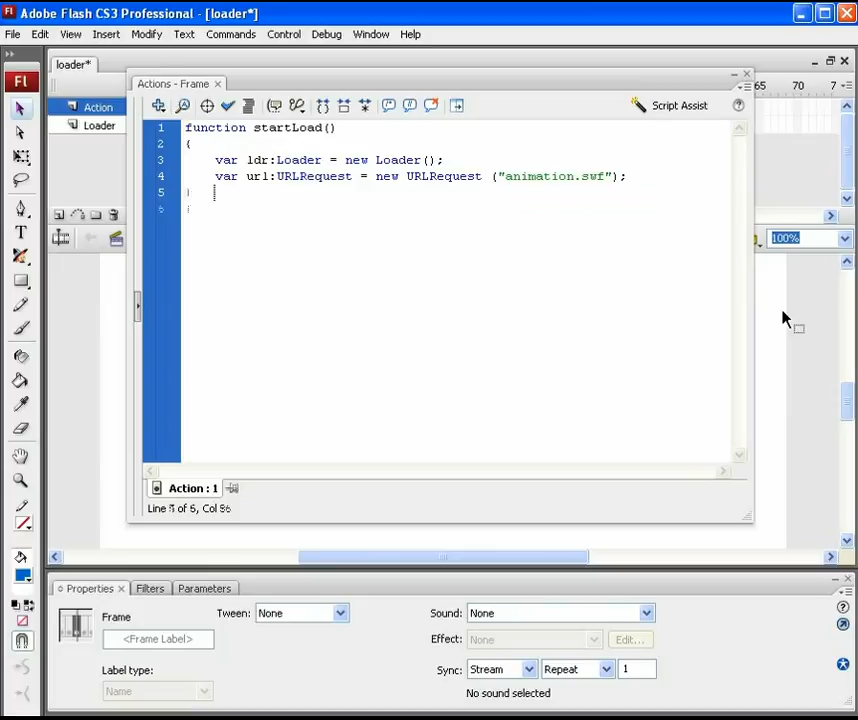 Fl Adobe Flash CS3 Professional - [loader*]
File Edit View Insert Modify Text Commands Control Debug Window Help
loader*
Actions - Frame
Fl
65 70
Action
Script Assist
Loader
1 function startLoad()
2 {
3 var ldr:Loader = new Loader();
4 var url:URLRequest = new URLRequest ("animation.swf");
5
6
100%
Action : 1
Line 5 of 6, Col
Properties Filters Parameters
Frame Tween: None Sound: None
<Frame Label> Effect: None Edit...
Label type: Sync: Stream Repeat 1
Name No sound selected